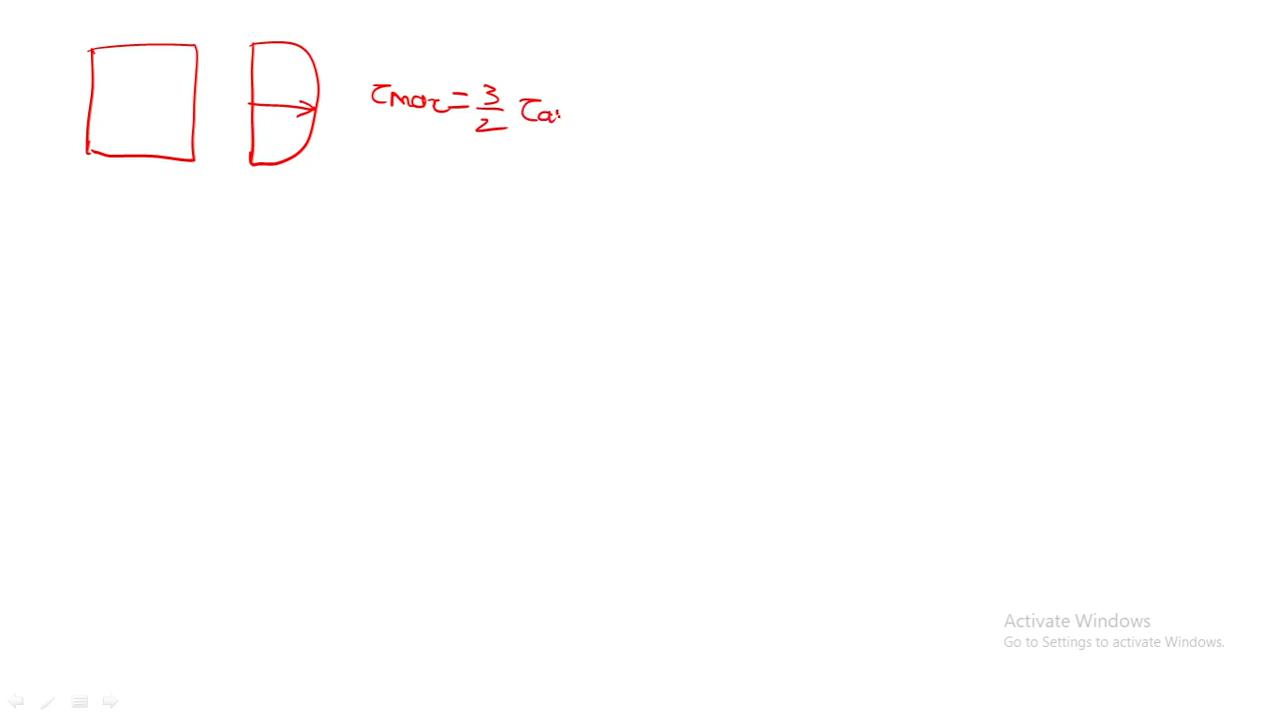 τmax = 3/2 τa
Activate Windows
Go to Settings to activate Windows.